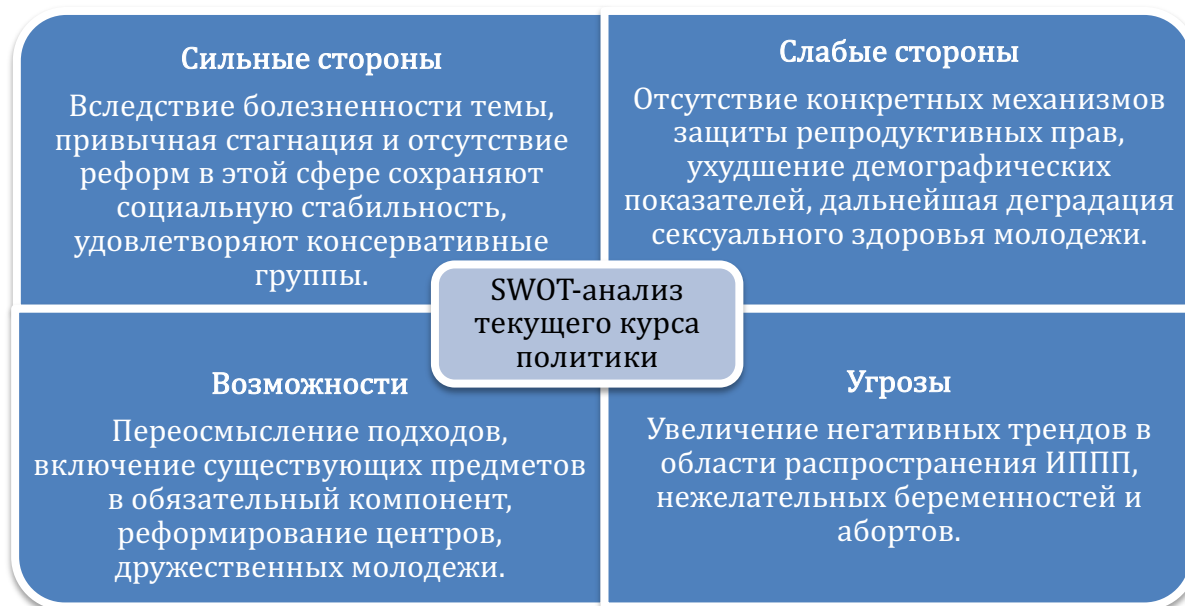 Сильные стороны
Вследствие болезненности темы,
привычная стагнация и отсутствие
реформ в этой сфере сохраняют
социальную стабильность,
удовлетворяют консервативные
группы.
Слабые стороны
Отсутствие конкретных механизмов
защиты репродуктивных прав,
ухудшение демографических
показателей, дальнейшая деградация
сексуального здоровья молодежи.
SWOT-анализ
текущего курса
политики
Возможности
Переосмысление подходов,
включение существующих предметов
в обязательный компонент,
реформирование центров,
дружественных молодежи.
Угрозы
Увеличение негативных трендов в
области распространения ИППП,
нежелательных беременностей и
абортов.